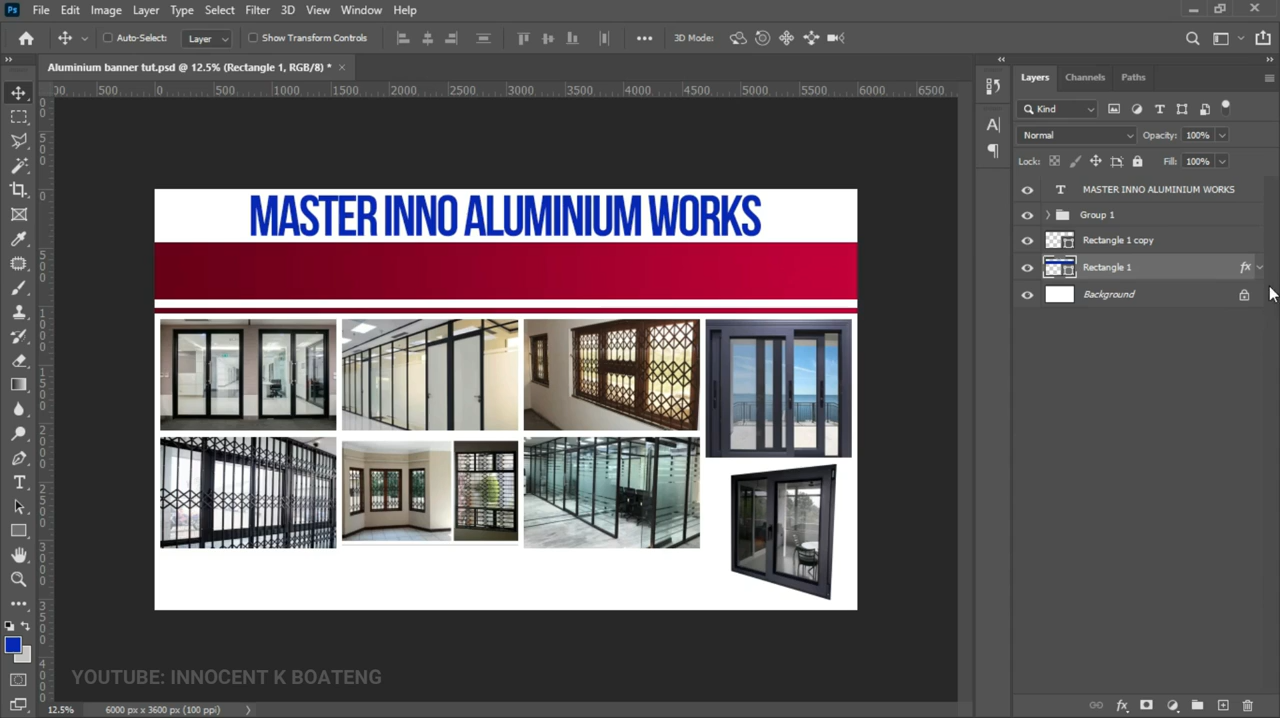 Ps File Edit Image Layer Type Select Filter 3D View Window Help
Auto-Select: Layer Show Transform Controls 3D Mode:
Aluminium banner tut.psd @ 12.5% (Rectangle 1, RGB/8) *
00 500 0 500 1000 1500 2000 2500 3000 3500 4000 4500 5000 5500 6000 6500
Layers Channels Paths
Kind
Normal Opacity: 100%
Lock: Fill: 100%
MASTER INNO ALUMINIUM WORKS
Group 1
Rectangle 1 copy
Rectangle 1 fx
Background
MASTER INNO ALUMINIUM WORKS
YOUTUBE: INNOCENT K BOATENG
12.5% 6000 px x 3600 px (100 ppi)
fx